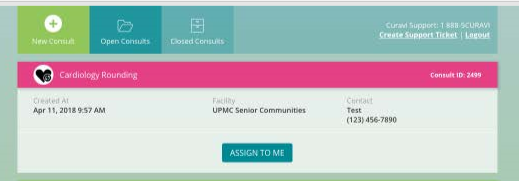 New Consult
Open Consults
Closed Consults
Curavi Support: 1 888-5CURAVI
Create Support Ticket | Logout
Cardiology Rounding
Consult ID: 2499
Created At
Apr 11, 2018 9:57 AM
Facility
UPMC Senior Communities
Contact
Test
(123) 456-7890
ASSIGN TO ME